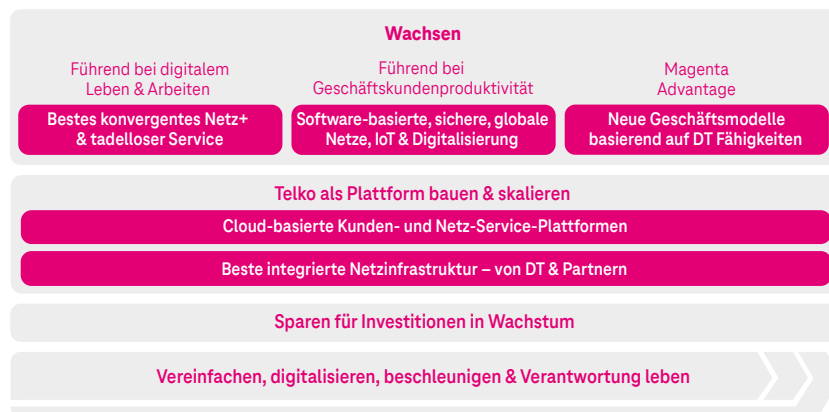 Wachsen
Führend bei digitalem
Leben & Arbeiten
Bestes konvergentes Netz+
& tadelloser Service
Führend bei
Geschäftskundenproduktivität
Software-basierte, sichere, globale
Netze, IoT & Digitalisierung
Magenta
Advantage
Neue Geschäftsmodelle
basierend auf DT Fähigkeiten
Telko als Plattform bauen & skalieren
Cloud-basierte Kunden- und Netz-Service-Plattformen
Beste integrierte Netzinfrastruktur – von DT & Partnern
Sparen für Investitionen in Wachstum
Vereinfachen, digitalisieren, beschleunigen & Verantwortung leben